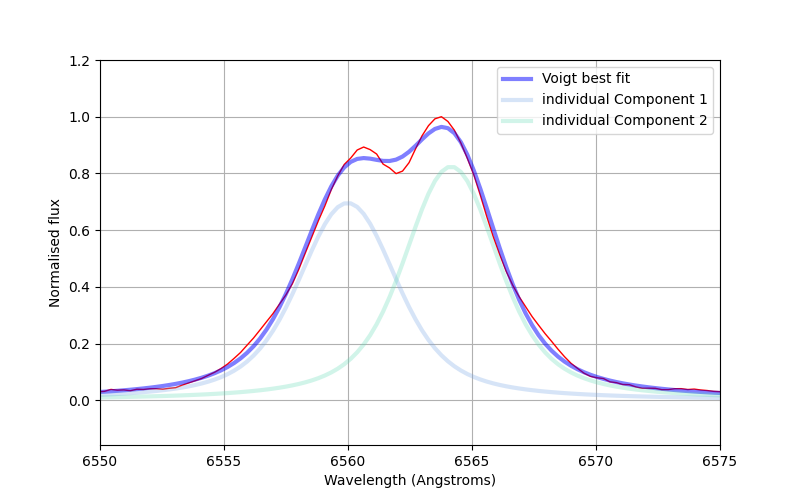 1.2
1.0
0.8
0.6
0.4
0.2
0.0
Normalised flux
Voigt best fit
individual Component 1
individual Component 2
6550 6555 6560 6565 6570 6575
Wavelength (Angstroms)